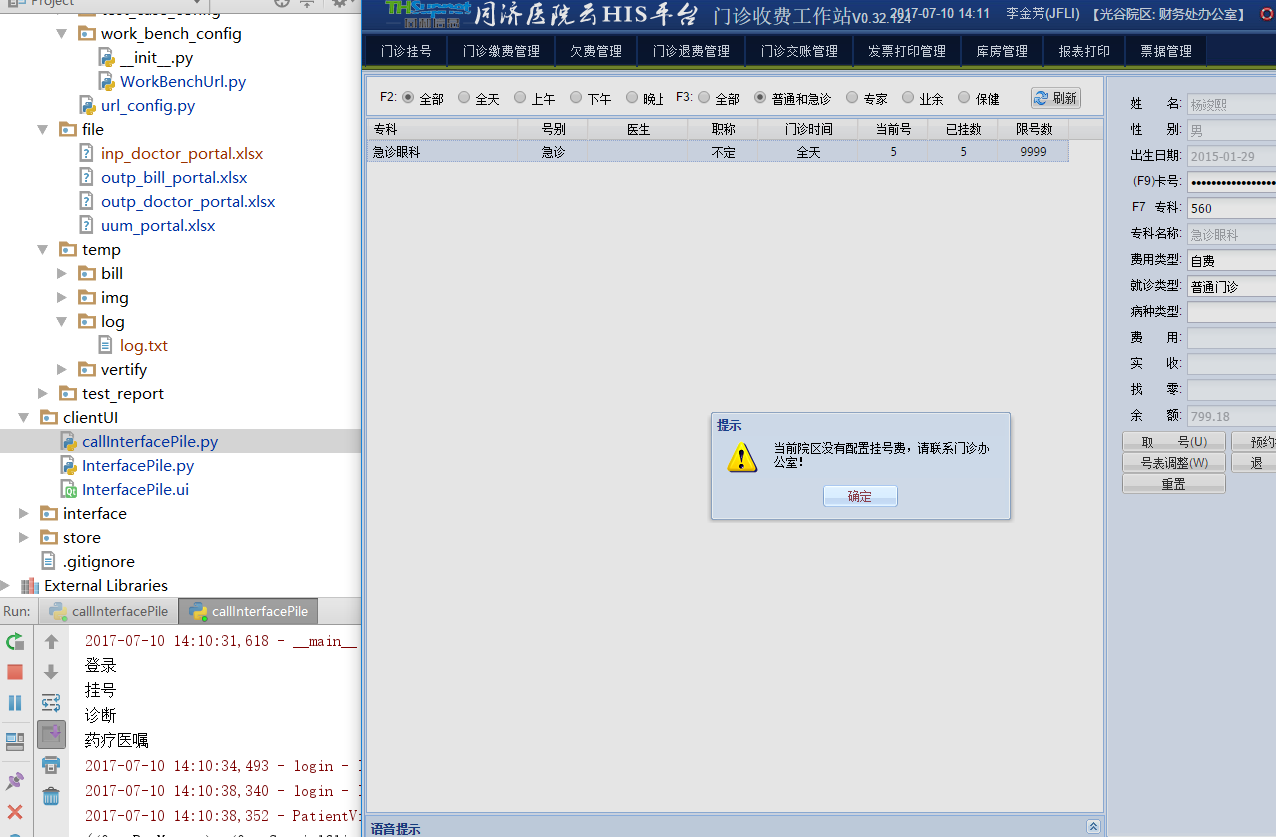 Project
test_case_config
work_bench_config
__init__.py
WorkBenchUrl.py
url_config.py
file
inp_doctor_portal.xlsx
outp_bill_portal.xlsx
outp_doctor_portal.xlsx
uum_portal.xlsx
temp
bill
img
log
log.txt
vertify
test_report
clientUI
callInterfacePile.py
InterfacePile.py
InterfacePile.ui
interface
store
.gitignore
External Libraries
Run: callInterfacePile callInterfacePile
2017-07-10 14:10:31,618 - __main__
登录
挂号
诊断
药疗医嘱
2017-07-10 14:10:34,493 - login -
2017-07-10 14:10:38,340 - login -
2017-07-10 14:10:38,352 - PatientVi
同济医院云HIS平台 门诊收费工作站V0.32.124 2017-07-10 14:11 李金芳(JFLI) 【光谷院区: 财务处办公室】
门诊挂号 门诊缴费管理 欠费管理 门诊退费管理 门诊交账管理 发票打印管理 库房管理 报表打印 票据管理
F2: 全部 全天 上午 下午 晚上 F3: 全部 普通和急诊 专家 业余 保健 刷新
专科 号别 医生 职称 门诊时间 当前号 已挂数 限号数
急诊眼科 急诊 不定 全天 5 5 9999
提示
当前院区没有配置挂号费，请联系门诊办
公室！
确定
姓 名: 杨竣熙
性 别: 男
出生日期: 2015-01-29
(F9)卡号: ••••••••••••••••••
F7 专科: 560
专科名称: 急诊眼科
费用类型: 自费
就诊类型: 普通门诊
病种类型:
费 用:
实 收:
找 零:
余 额: 799.18
取 号(U) 预约
号表调整(W) 退
重置
语音提示